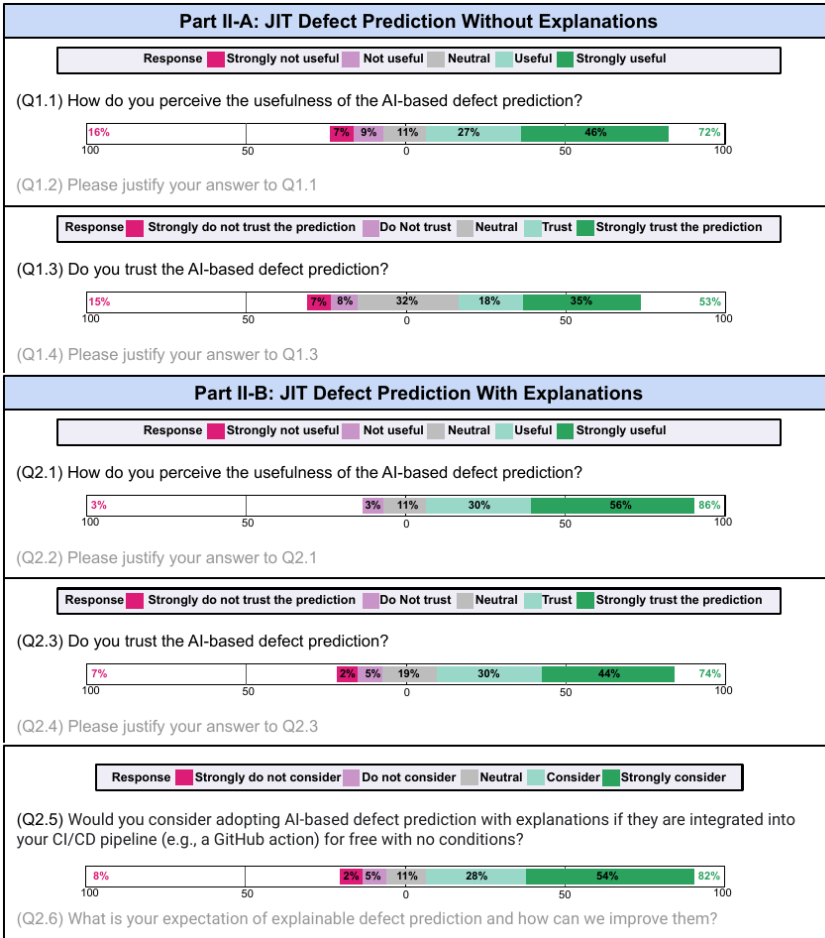 Part II-A: JIT Defect Prediction Without Explanations
Response Strongly not useful Not useful Neutral Useful Strongly useful
(Q1.1) How do you perceive the usefulness of the AI-based defect prediction?
16% 7% 9% 11% 27% 46% 72%
100 50 0 50 100
(Q1.2) Please justify your answer to Q1.1
Response Strongly do not trust the prediction Do Not trust Neutral Trust Strongly trust the prediction
(Q1.3) Do you trust the AI-based defect prediction?
15% 7% 8% 32% 18% 35% 53%
100 50 0 50 100
(Q1.4) Please justify your answer to Q1.3
Part II-B: JIT Defect Prediction With Explanations
Response Strongly not useful Not useful Neutral Useful Strongly useful
(Q2.1) How do you perceive the usefulness of the AI-based defect prediction?
3% 3% 11% 30% 56% 86%
100 50 0 50 100
(Q2.2) Please justify your answer to Q2.1
Response Strongly do not trust the prediction Do Not trust Neutral Trust Strongly trust the prediction
(Q2.3) Do you trust the AI-based defect prediction?
7% 2% 5% 19% 30% 44% 74%
100 50 0 50 100
(Q2.4) Please justify your answer to Q2.3
Response Strongly do not consider Do not consider Neutral Consider Strongly consider
(Q2.5) Would you consider adopting AI-based defect prediction with explanations if they are integrated into
your CI/CD pipeline (e.g., a GitHub action) for free with no conditions?
8% 2% 5% 11% 28% 54% 82%
100 50 0 50 100
(Q2.6) What is your expectation of explainable defect prediction and how can we improve them?